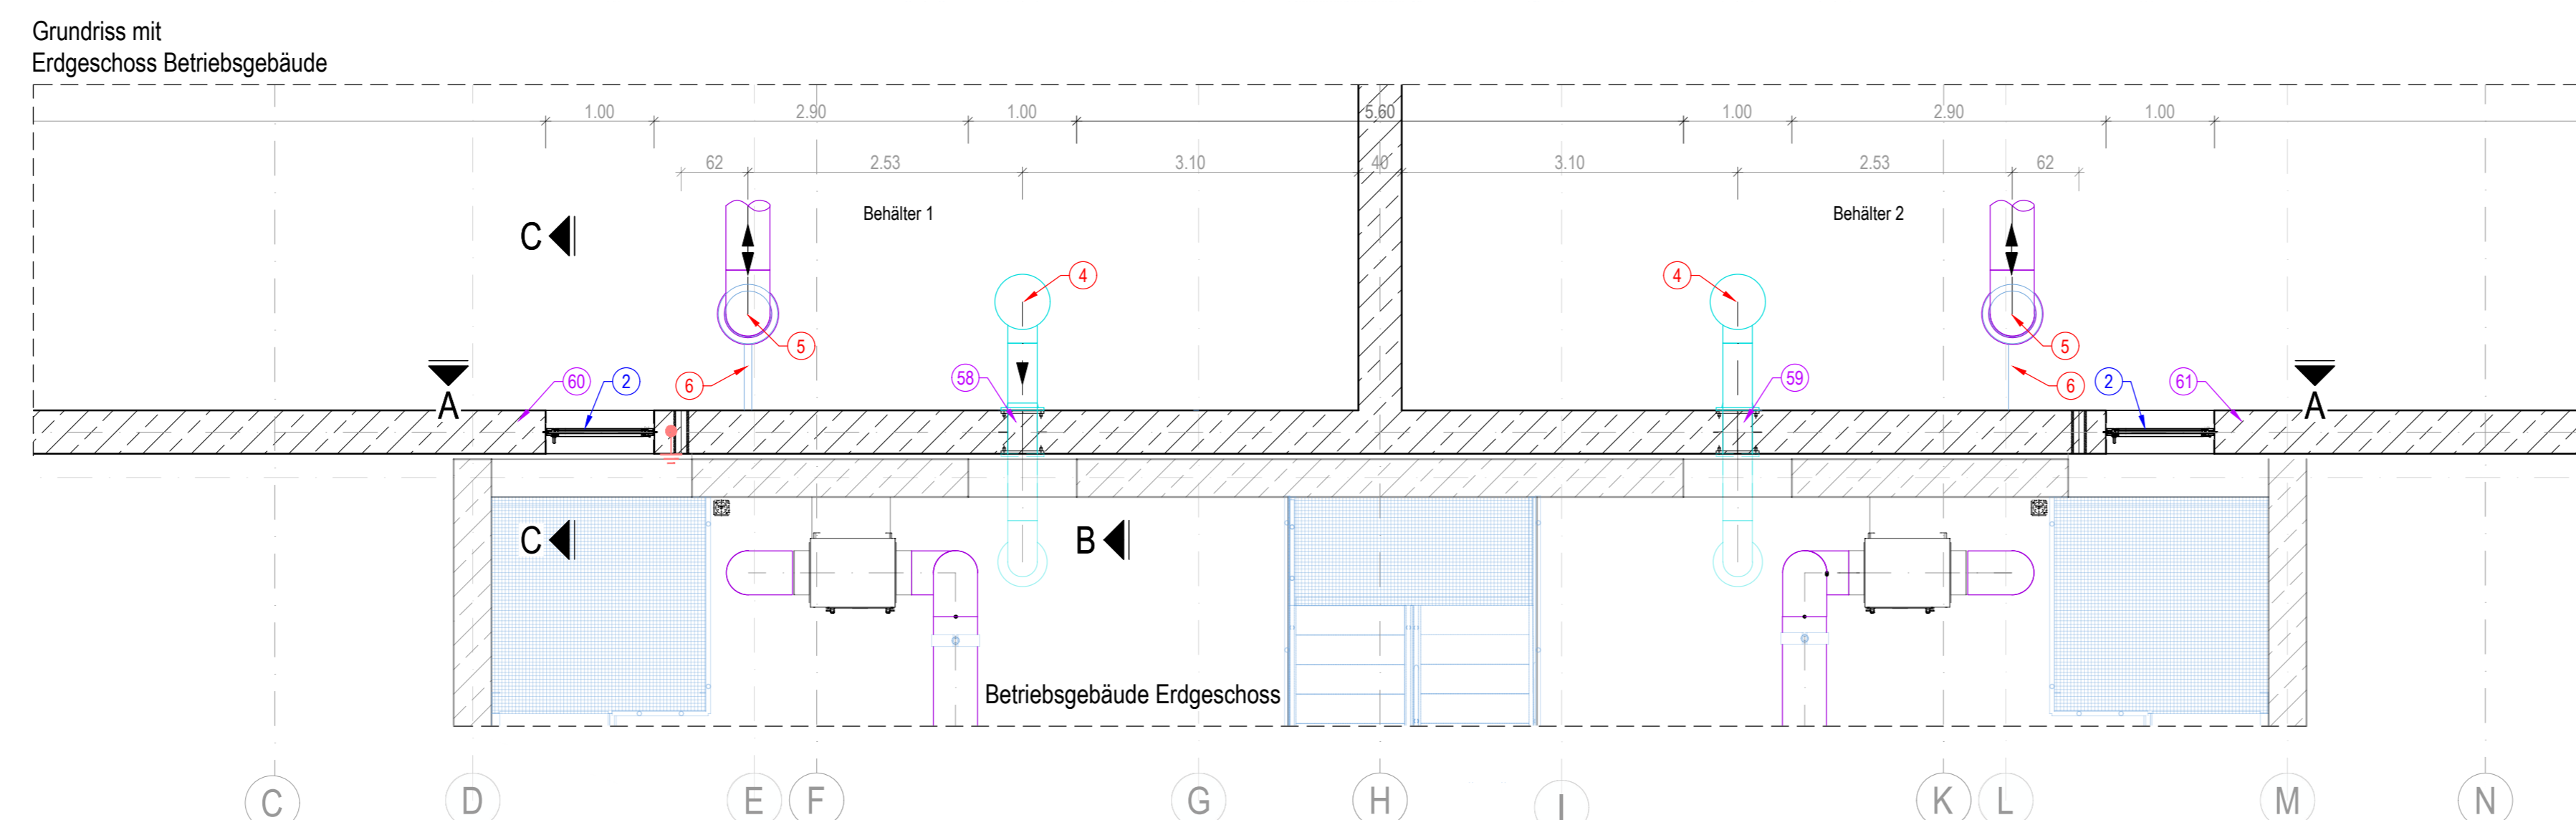 Grundriss mit
Erdgeschoss Betriebsgebäude
1.00 2.90 1.00 5.60 1.00 2.90 1.00
62 2.53 3.10 40 3.10 2.53 62
Behälter 1 Behälter 2
C
4 4
5 5
60 2 6 58 59 6 2 61
A A
C B
Betriebsgebäude Erdgeschoss
C D E F G H I K L M N